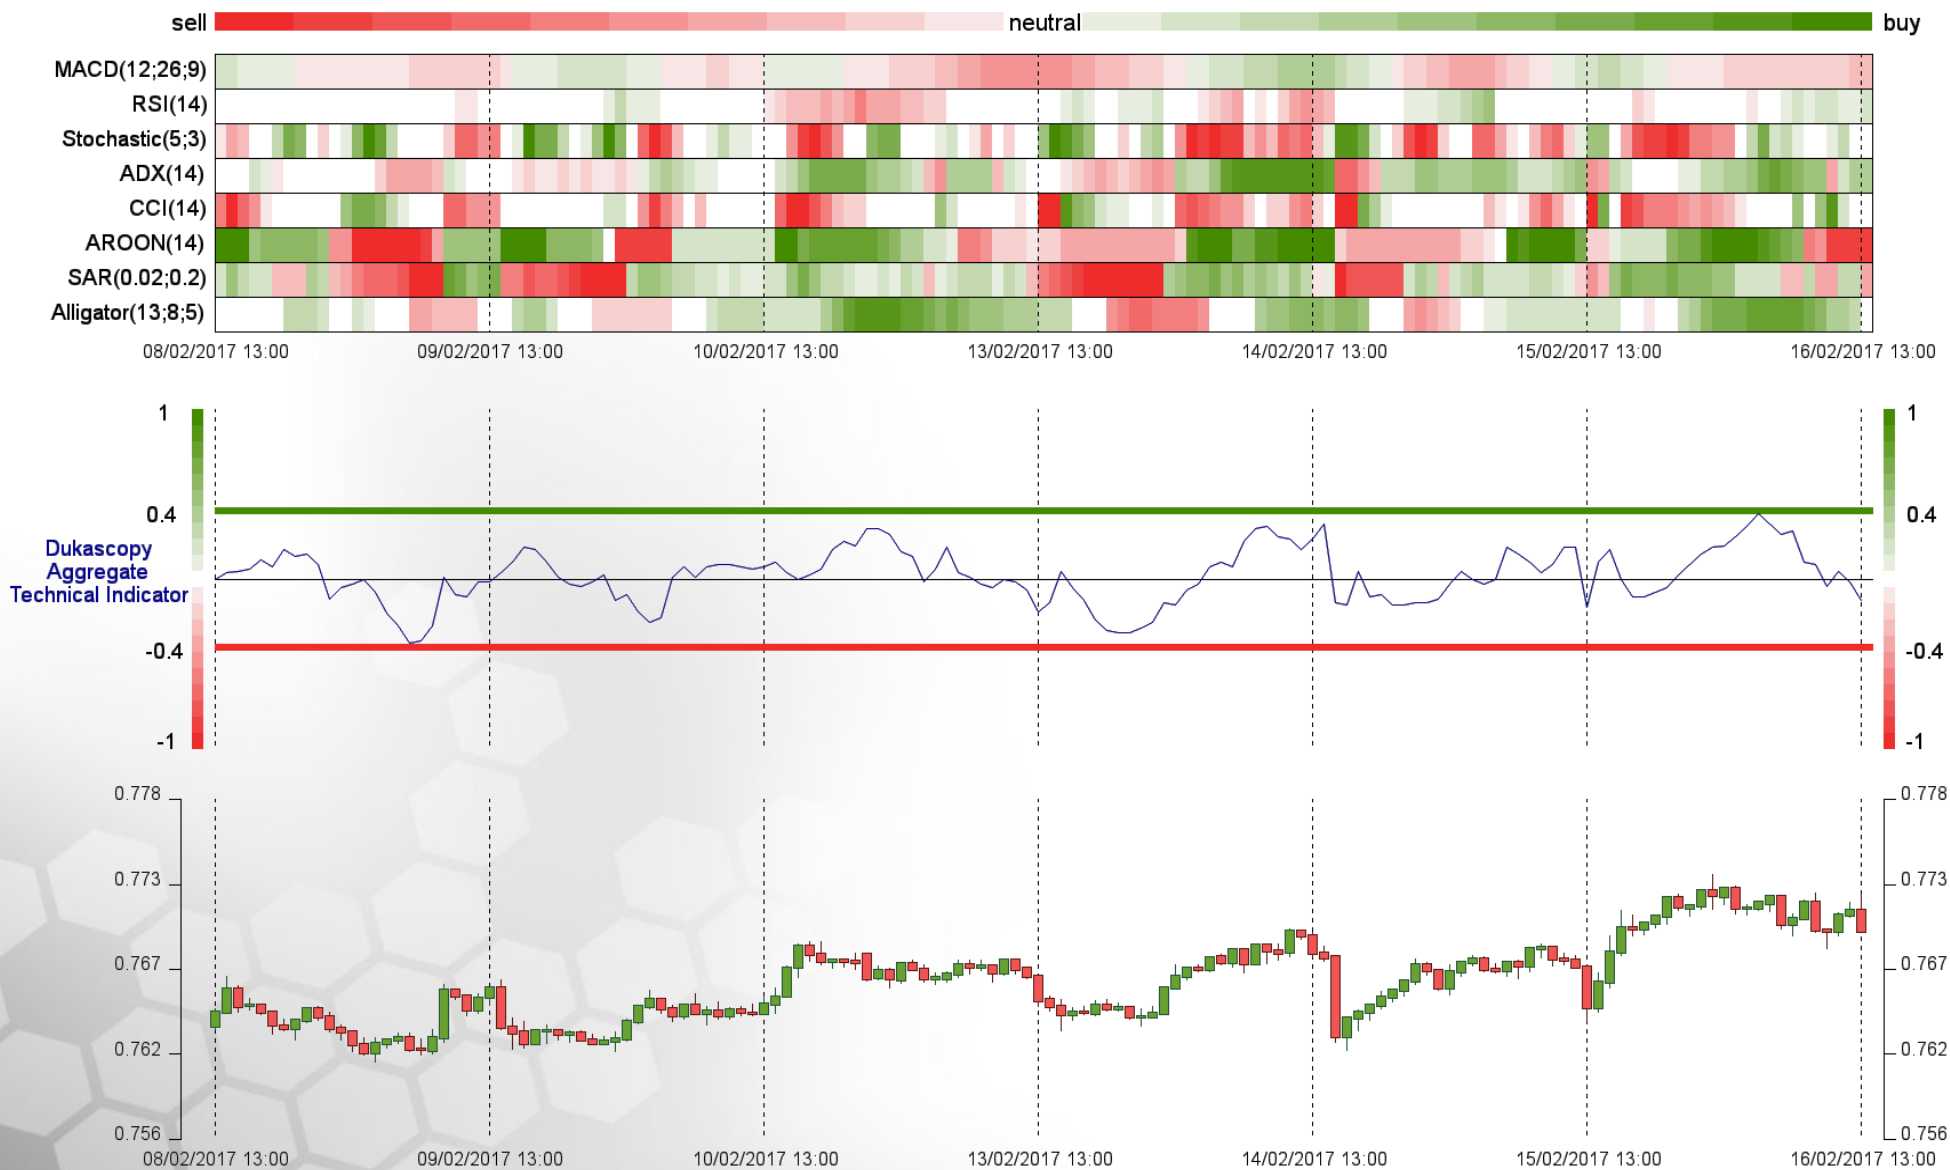 sell neutral buy
MACD(12;26;9)
RSI(14)
Stochastic(5;3)
ADX(14)
CCI(14)
AROON(14)
SAR(0.02;0.2)
Alligator(13;8;5)
08/02/2017 13:00 09/02/2017 13:00 10/02/2017 13:00 13/02/2017 13:00 14/02/2017 13:00 15/02/2017 13:00 16/02/2017 13:00
1 1
0.4 0.4
Dukascopy
Aggregate
Technical Indicator
-0.4 -0.4
-1 -1
0.778 0.778
0.773 0.773
0.767 0.767
0.762 0.762
0.756 0.756
08/02/2017 13:00 09/02/2017 13:00 10/02/2017 13:00 13/02/2017 13:00 14/02/2017 13:00 15/02/2017 13:00 16/02/2017 13:00